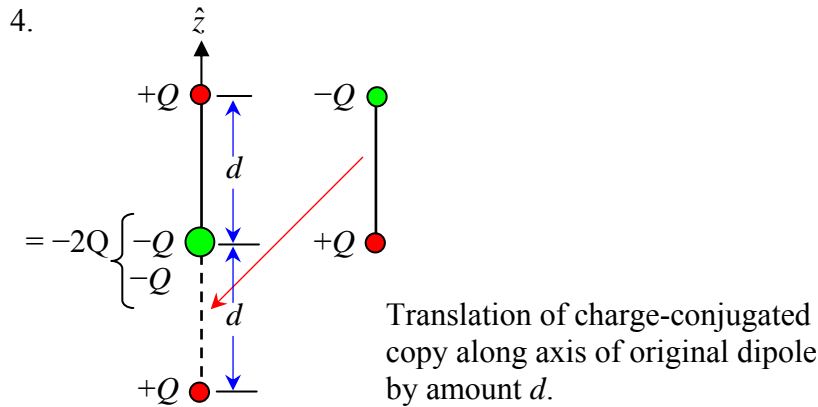 4.
ẑ
+Q −Q
d
= −2Q { −Q +Q
−Q
d
Translation of charge-conjugated
copy along axis of original dipole
+Q by amount d.